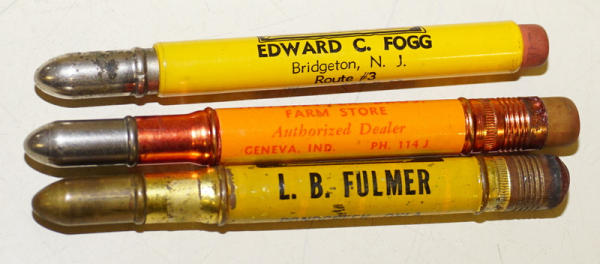 EDWARD C. FOGG
Bridgeton, N. J.
Route #3
FARM STORE
Authorized Dealer
GENEVA, IND. PH. 114 J
L. B. FULMER